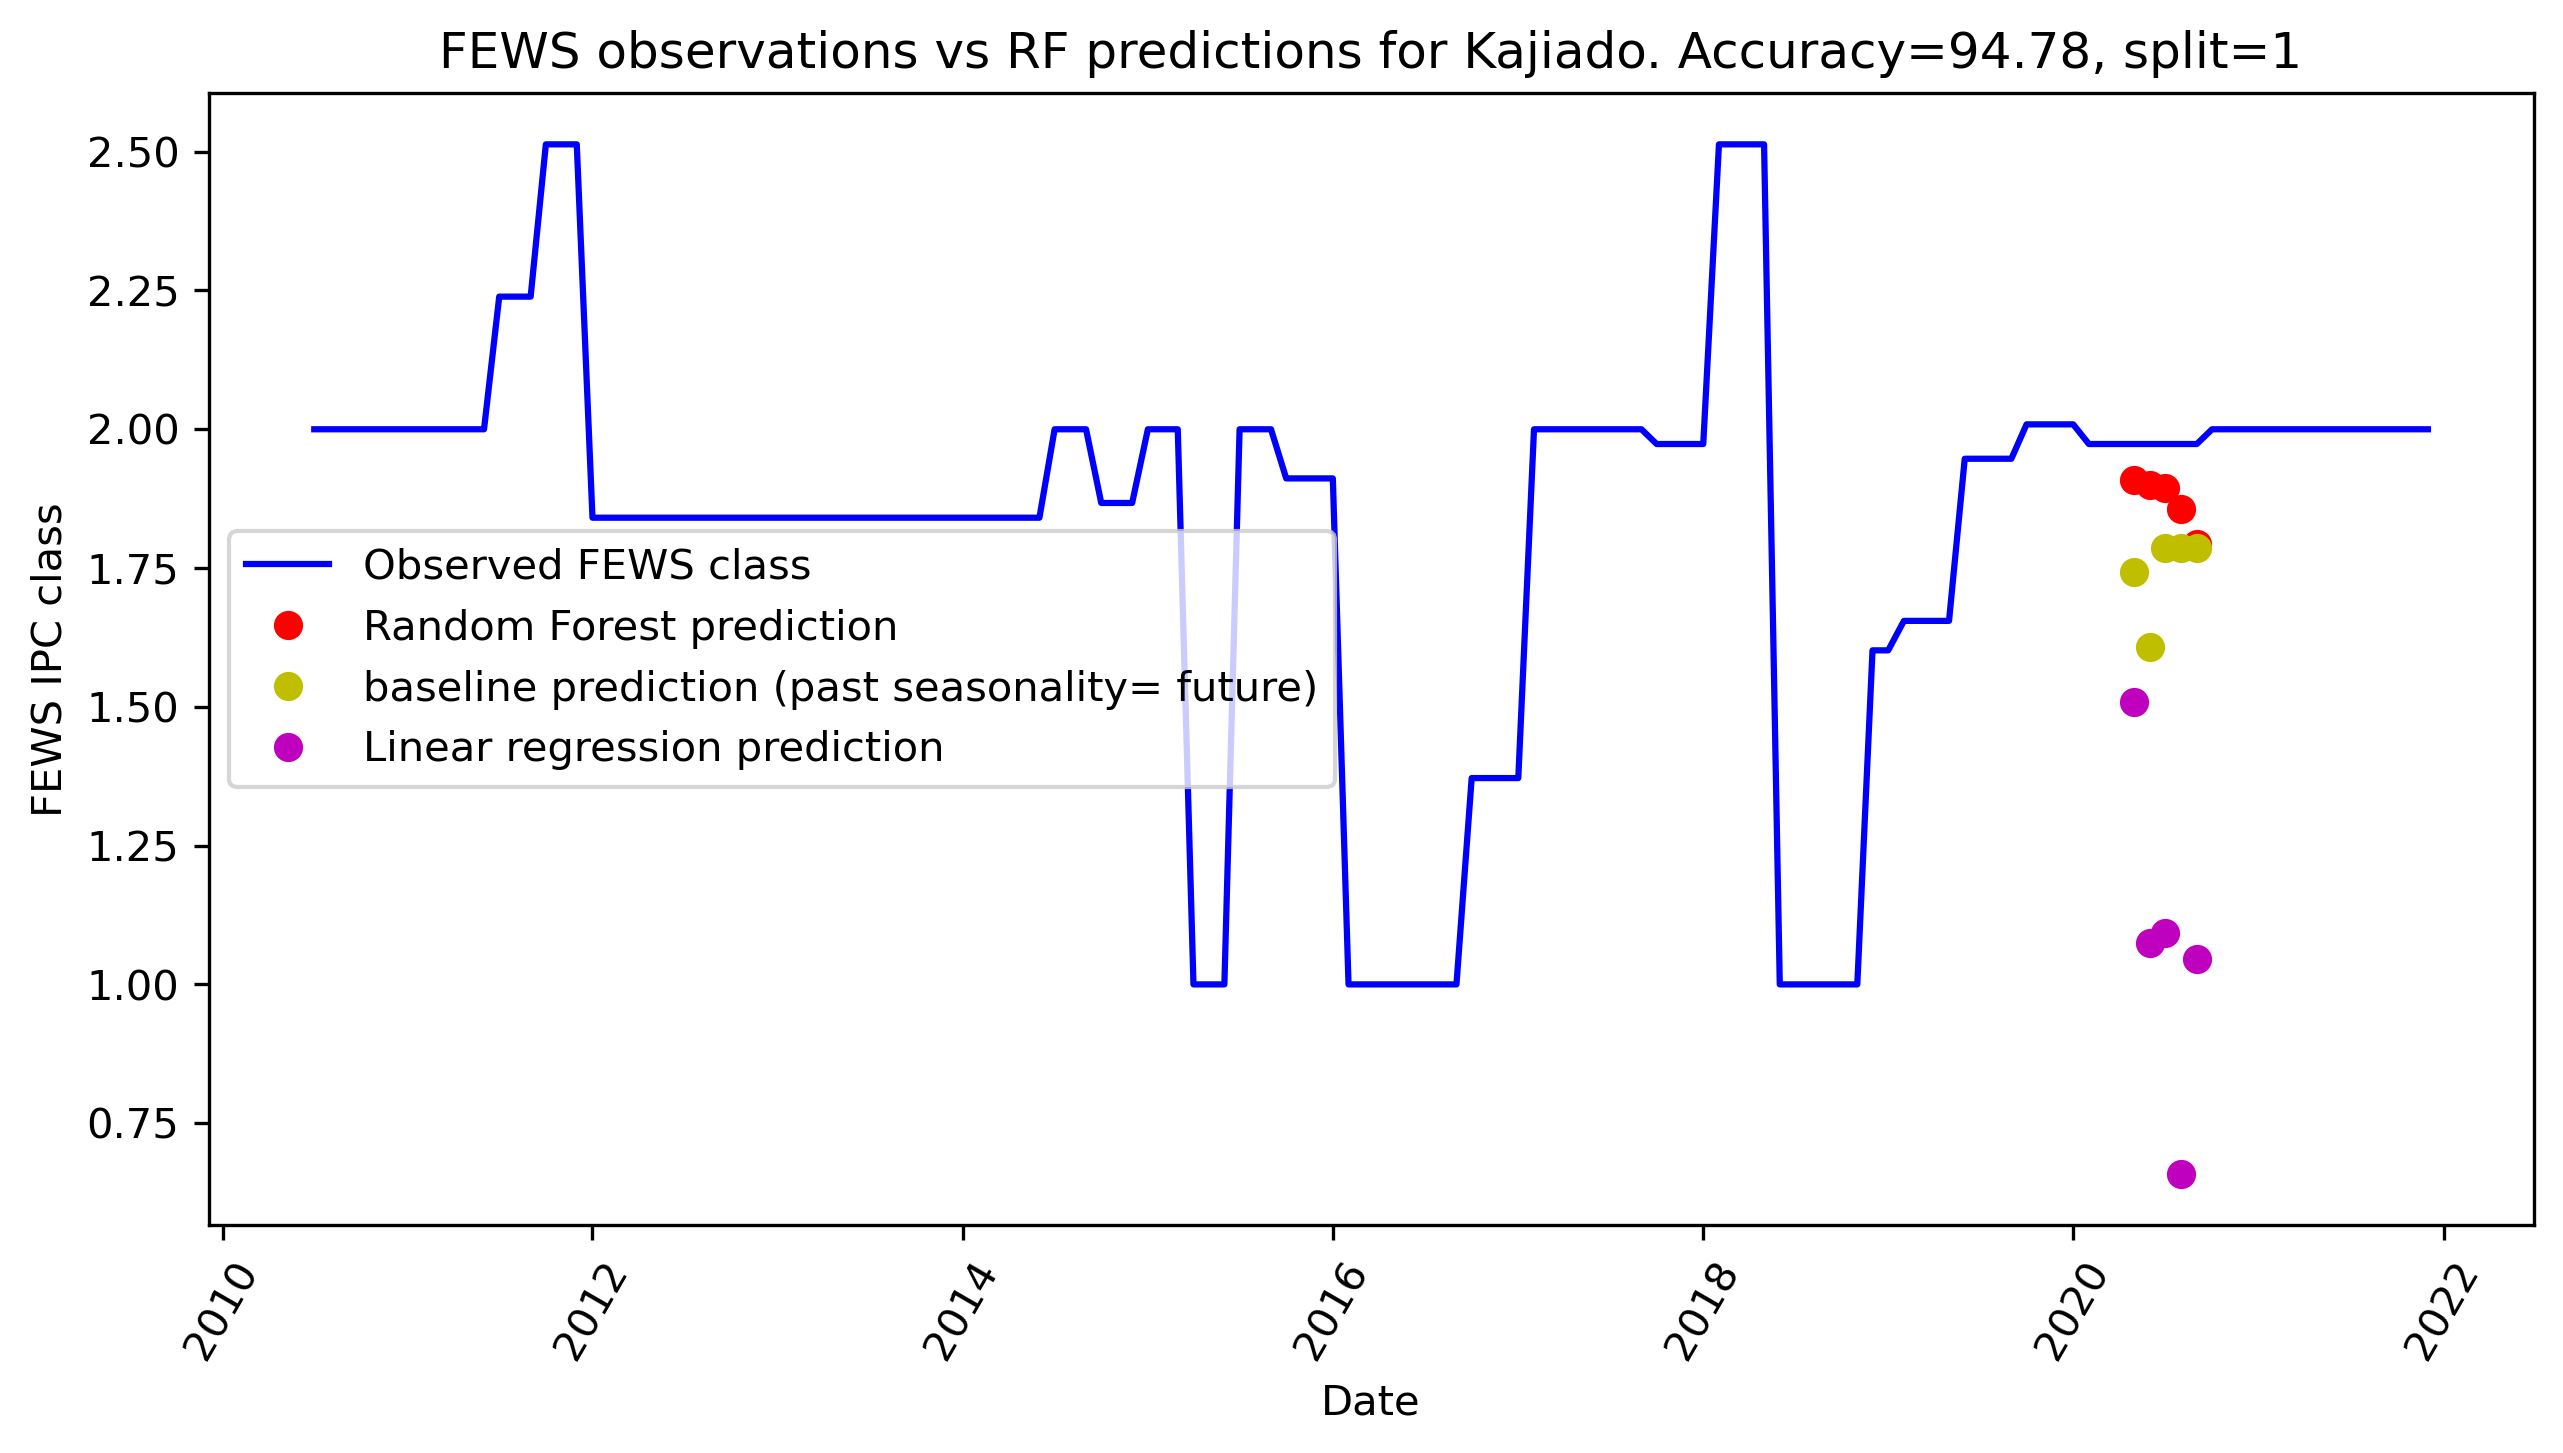 FEWS observations vs RF predictions for Kajiado. Accuracy=94.78, split=1
FEWS IPC class
2.50
2.25
2.00
1.75
1.50
1.25
1.00
0.75
Observed FEWS class
Random Forest prediction
baseline prediction (past seasonality= future)
Linear regression prediction
2010
2012
2014
2016
2018
2020
2022
Date